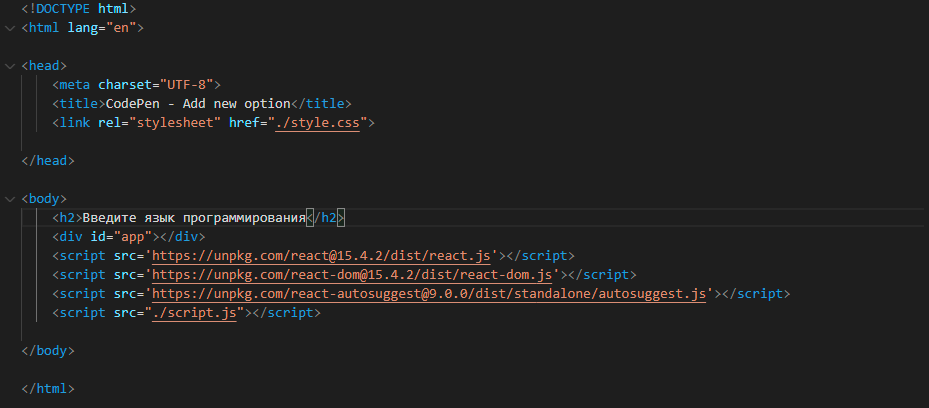 <!DOCTYPE html>
<html lang="en">
<head>
<meta charset="UTF-8">
<title>CodePen - Add new option</title>
<link rel="stylesheet" href="./style.css">
</head>
<body>
<h2>Введите язык программирования</h2>
<div id="app"></div>
<script src='https://unpkg.com/react@15.4.2/dist/react.js'></script>
<script src='https://unpkg.com/react-dom@15.4.2/dist/react-dom.js'></script>
<script src='https://unpkg.com/react-autosuggest@9.0.0/dist/standalone/autosuggest.js'></script>
<script src="./script.js"></script>
</body>
</html>